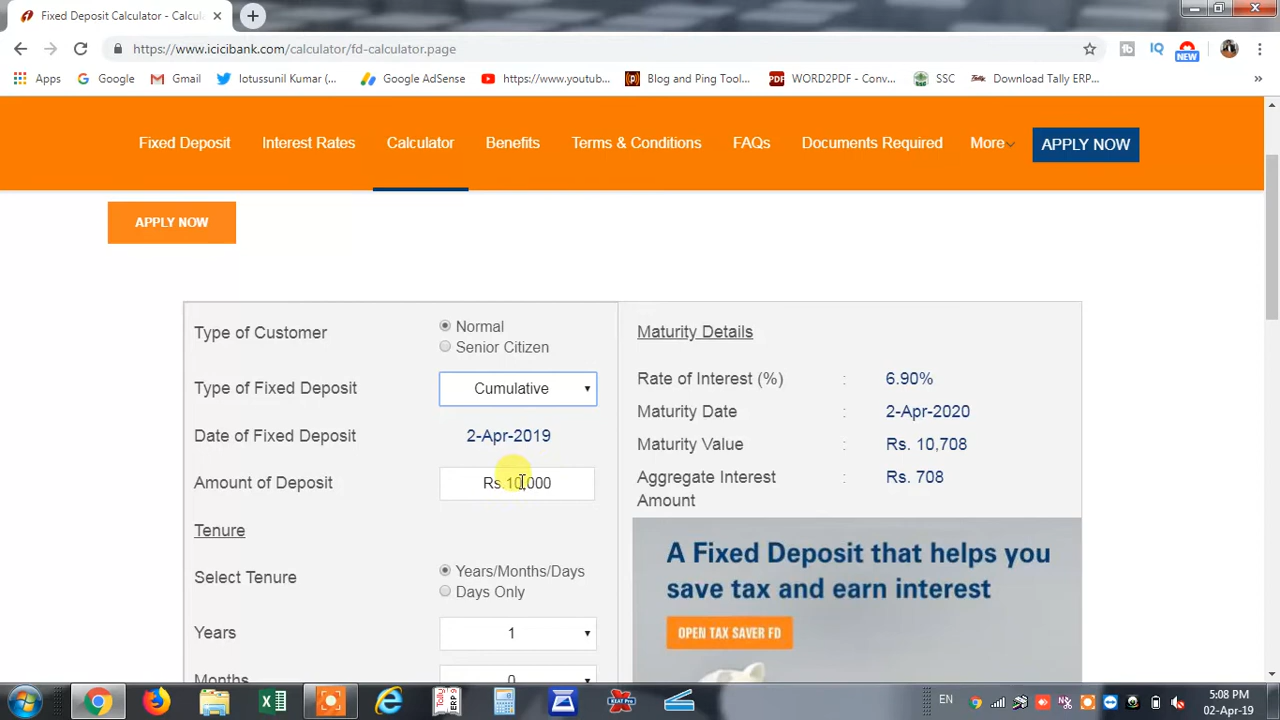 Fixed Deposit Calculator - Calcul
https://www.icicibank.com/calculator/fd-calculator.page
IQ
NEW
Apps
Google
Gmail
lotussunil Kumar (...
Google AdSense
https://www.youtub...
Blog and Ping Tool...
PDF
WORD2PDF - Conv...
SSC
Download Tally ERP...
»
Fixed Deposit
Interest Rates
Calculator
Benefits
Terms & Conditions
FAQs
Documents Required
More
APPLY NOW
APPLY NOW
Type of Customer
Normal
Senior Citizen
Type of Fixed Deposit
Cumulative
Date of Fixed Deposit
2-Apr-2019
Amount of Deposit
Rs.10,000
Tenure
Select Tenure
Years/Months/Days
Days Only
Years
1
Months
0
Maturity Details
Rate of Interest (%) : 6.90%
Maturity Date : 2-Apr-2020
Maturity Value : Rs. 10,708
Aggregate Interest : Rs. 708
Amount
A Fixed Deposit that helps you
save tax and earn interest
OPEN TAX SAVER FD
EN
5:08 PM
02-Apr-19